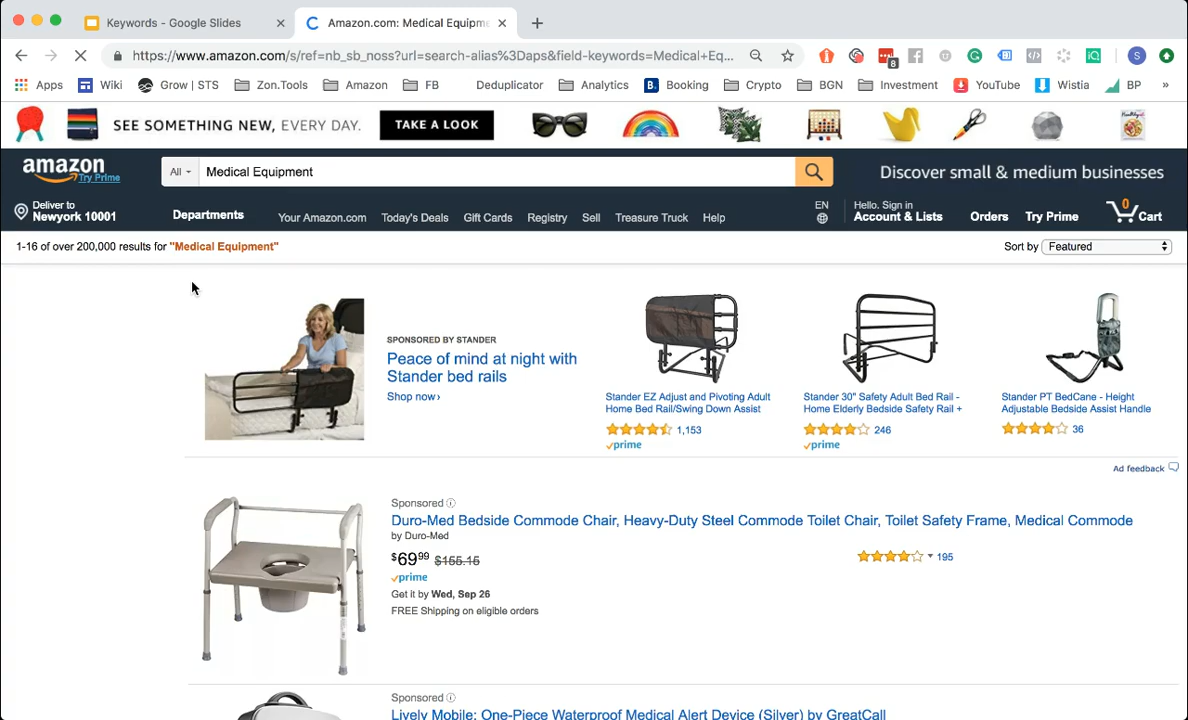 Keywords - Google Slides
Amazon.com: Medical Equipm
https://www.amazon.com/s/ref=nb_sb_noss?url=search-alias%3Daps&field-keywords=Medical+Eq...
8
S
Apps Wiki Grow | STS Zon.Tools Amazon FB Deduplicator Analytics Booking Crypto BGN Investment YouTube Wistia BP »
SEE SOMETHING NEW, EVERY DAY. TAKE A LOOK
amazon
Try Prime
All
Medical Equipment
Discover small & medium businesses
Deliver to
Newyork 10001
Departments
Your Amazon.com Today's Deals Gift Cards Registry Sell Treasure Truck Help
EN
Hello. Sign in
Account & Lists
Orders
Try Prime
0
Cart
1-16 of over 200,000 results for "Medical Equipment"
Sort by Featured
SPONSORED BY STANDER
Peace of mind at night with
Stander bed rails
Shop now›
Stander EZ Adjust and Pivoting Adult
Home Bed Rail/Swing Down Assist
1,153
prime
Stander 30" Safety Adult Bed Rail -
Home Elderly Bedside Safety Rail +
246
prime
Stander PT BedCane - Height
Adjustable Bedside Assist Handle
36
Ad feedback
Sponsored
Duro-Med Bedside Commode Chair, Heavy-Duty Steel Commode Toilet Chair, Toilet Safety Frame, Medical Commode
by Duro-Med
$69 99 $155.15
prime
Get it by Wed, Sep 26
FREE Shipping on eligible orders
195
Sponsored
Lively Mobile: One-Piece Waterproof Medical Alert Device (Silver) by GreatCall